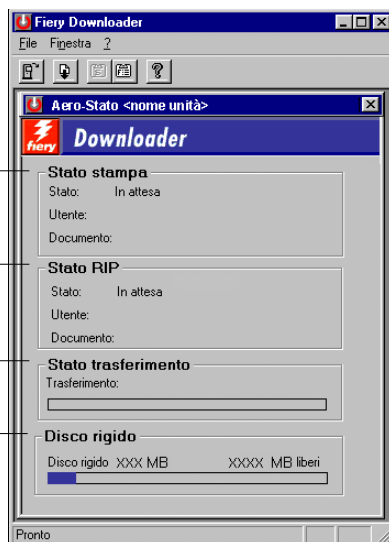 Fiery Downloader
File Finestra ?
Aero-Stato <nome unità>
fiery Downloader
Stato stampa
Stato: In attesa
Utente:
Documento:
Stato RIP
Stato: In attesa
Utente:
Documento:
Stato trasferimento
Trasferimento:
Disco rigido
Disco rigido XXX MB XXXX MB liberi
Pronto